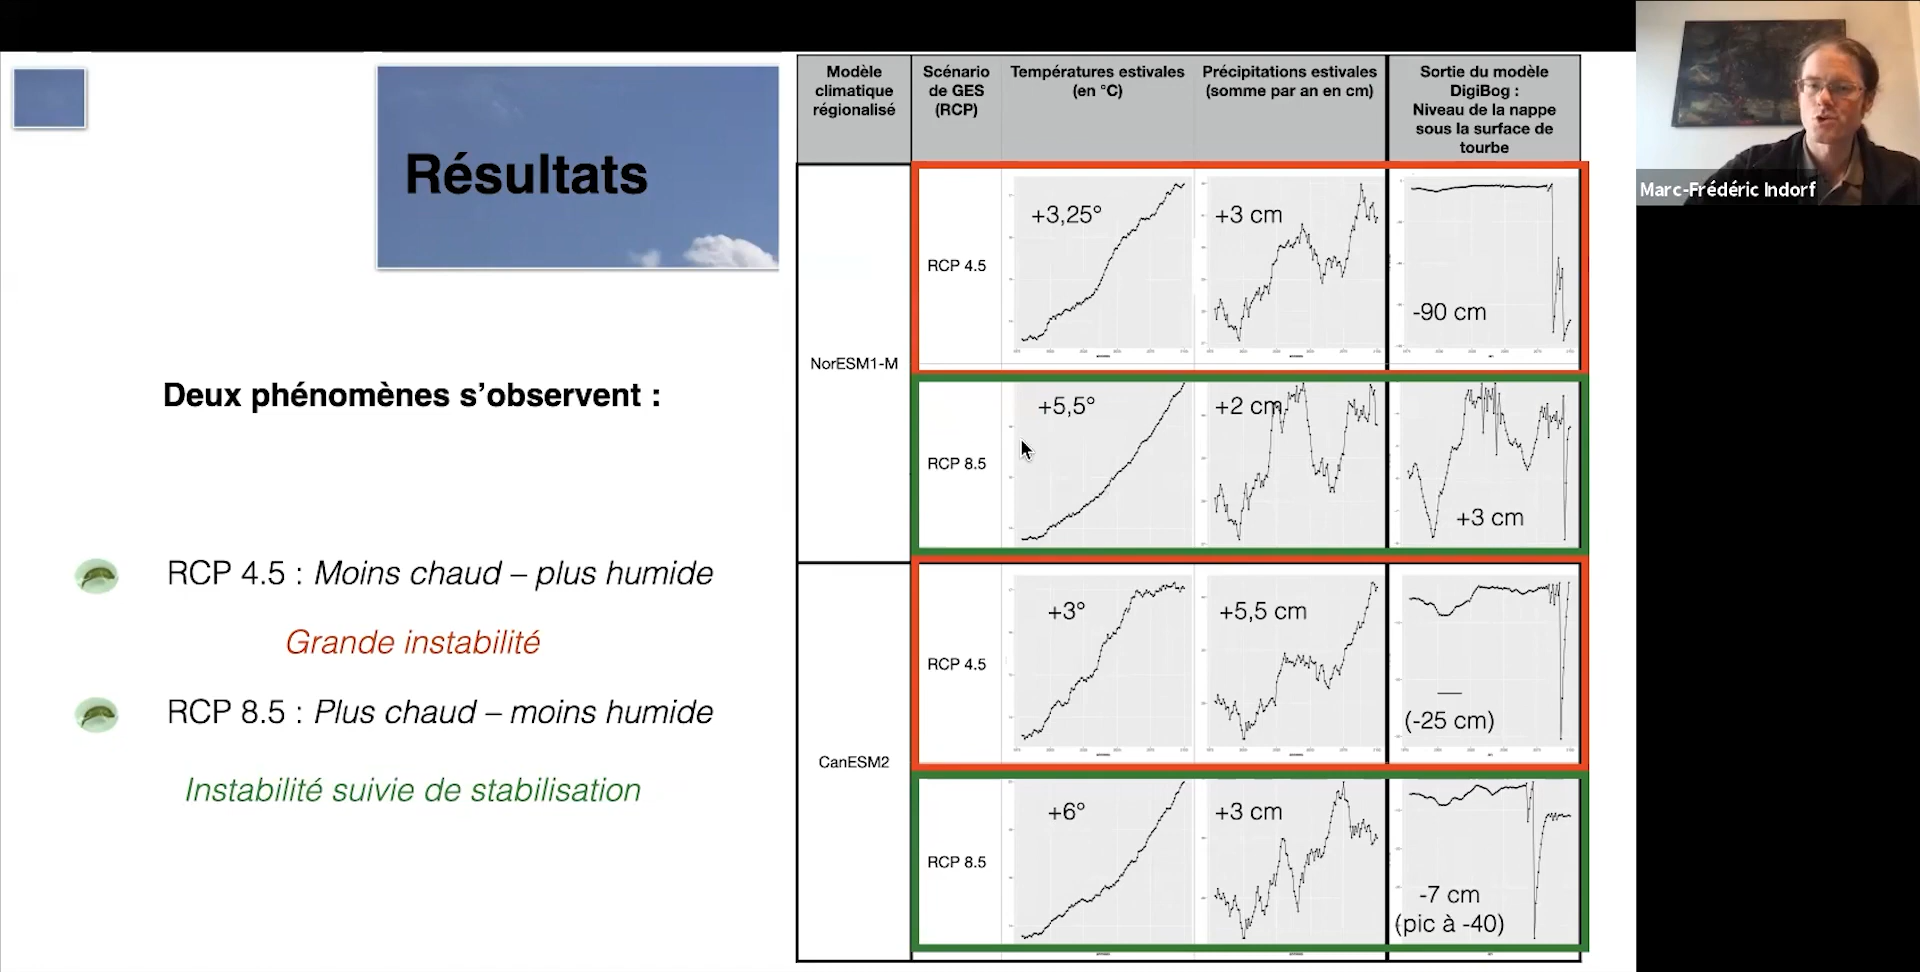 Résultats
Deux phénomènes s’observent :
RCP 4.5 : Moins chaud – plus humide
Grande instabilité
RCP 8.5 : Plus chaud – moins humide
Instabilité suivie de stabilisation
Modèle
climatique
régionalisé
Scénario
de GES
(RCP)
Températures estivales
(en °C)
Précipitations estivales
(somme par an en cm)
Sortie du modèle
DigiBog :
Niveau de la nappe
sous la surface de
tourbe
NorESM1-M
RCP 4.5
+3,25°
+3 cm
-90 cm
RCP 8.5
+5,5°
+2 cm
+3 cm
CanESM2
RCP 4.5
+3°
+5,5 cm
(-25 cm)
RCP 8.5
+6°
+3 cm
-7 cm
(pic à -40)
Marc-Frédéric Indorf